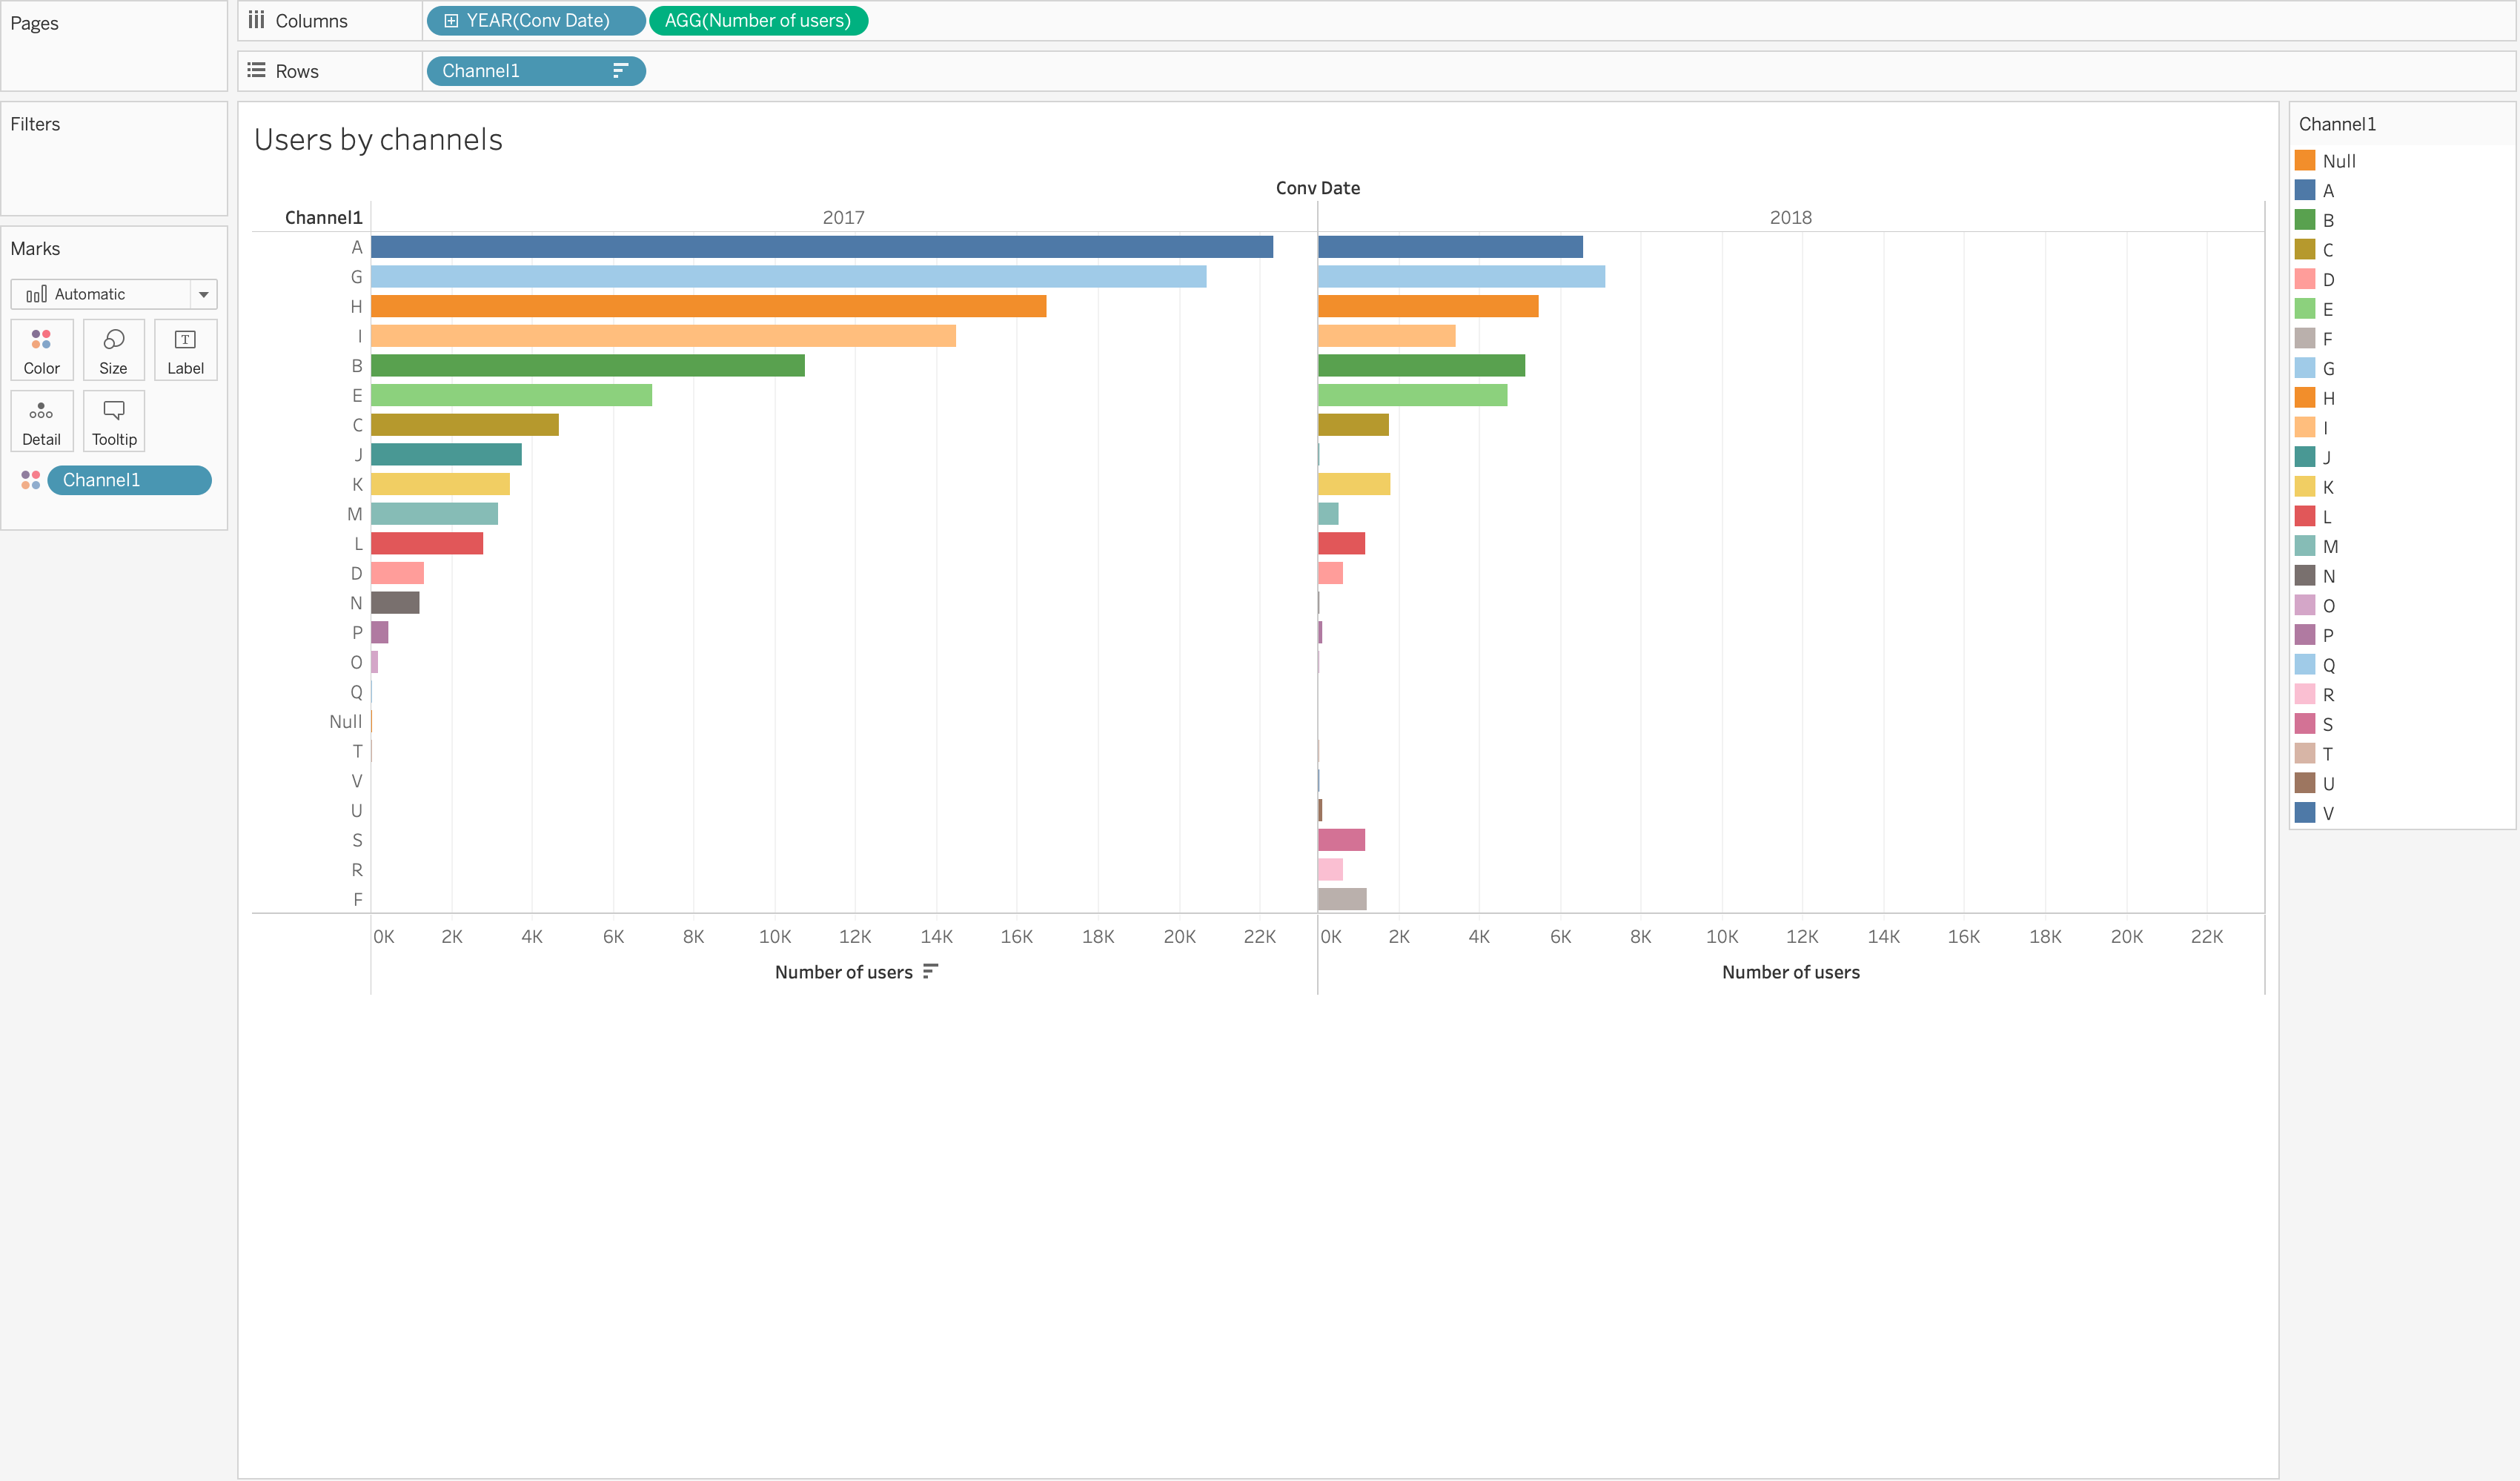 Pages
Columns
YEAR(Conv Date)
AGG(Number of users)
Rows
Channel1
Filters
Marks
Automatic
Color
Size
Label
Detail
Tooltip
Channel1
Users by channels
Conv Date
Channel1
2017
2018
A
G
H
I
B
E
C
J
K
M
L
D
N
P
O
Q
Null
T
V
U
S
R
F
0K 2K 4K 6K 8K 10K 12K 14K 16K 18K 20K 22K
0K 2K 4K 6K 8K 10K 12K 14K 16K 18K 20K 22K
Number of users
Number of users
Channel1
Null
A
B
C
D
E
F
G
H
I
J
K
L
M
N
O
P
Q
R
S
T
U
V